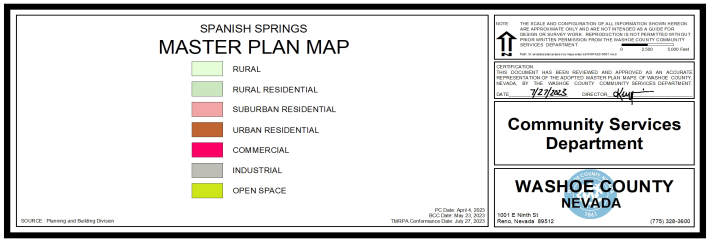 SPANISH SPRINGS
MASTER PLAN MAP
RURAL
RURAL RESIDENTIAL
SUBURBAN RESIDENTIAL
URBAN RESIDENTIAL
COMMERCIAL
INDUSTRIAL
OPEN SPACE
SOURCE : Planning and Building Division
PC Date: April 4, 2023
BCC Date: May 23, 2023
TMRPA Conformance Date: July 27, 2023
NOTE: THE SCALE AND CONFIGURATION OF ALL INFORMATION SHOWN HEREON
ARE APPROXIMATE ONLY AND ARE NOT INTENDED AS A GUIDE FOR
DESIGN OR SURVEY WORK. REPRODUCTION IS NOT PERMITTED WITHOUT
PRIOR WRITTEN PERMISSION FROM THE WASHOE COUNTY COMMUNITY
SERVICES DEPARTMENT.
0 2,500 5,000 Feet
CERTIFICATION:
THIS DOCUMENT HAS BEEN REVIEWED AND APPROVED AS AN ACCURATE
REPRESENTATION OF THE ADOPTED MASTER PLAN MAPS OF WASHOE COUNTY,
NEVADA, BY THE WASHOE COUNTY COMMUNITY SERVICES DEPARTMENT.
DATE 7/27/2023 DIRECTOR
Community Services
Department
WASHOE COUNTY
NEVADA
1861
1001 E Ninth St
Reno, Nevada 89512
(775) 328-3600